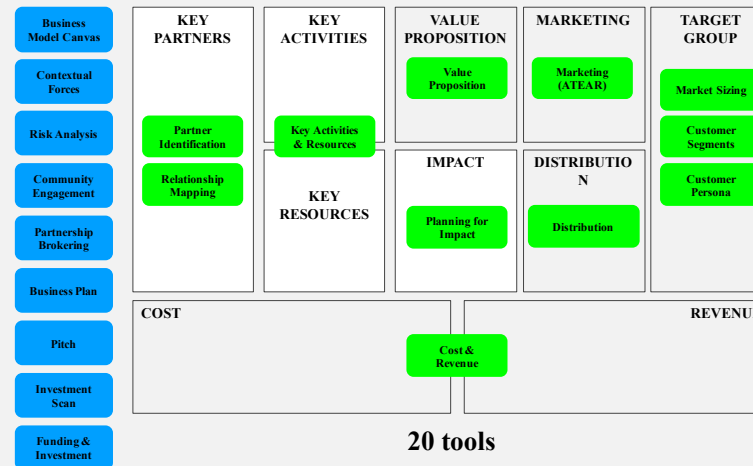 Business
Model Canvas
Contextual
Forces
Risk Analysis
Community
Engagement
Partnership
Brokering
Business Plan
Pitch
Investment
Scan
Funding &
Investment
KEY
PARTNERS
Partner
Identification
Relationship
Mapping
KEY
ACTIVITIES
Key Activities
& Resources
KEY
RESOURCES
VALUE
PROPOSITION
Value
Proposition
IMPACT
Planning for
Impact
MARKETING
Marketing
(ATEAR)
DISTRIBUTIO
N
Distribution
TARGET
GROUP
Market Sizing
Customer
Segments
Customer
Persona
COST
Cost &
Revenue
REVENU
20 tools